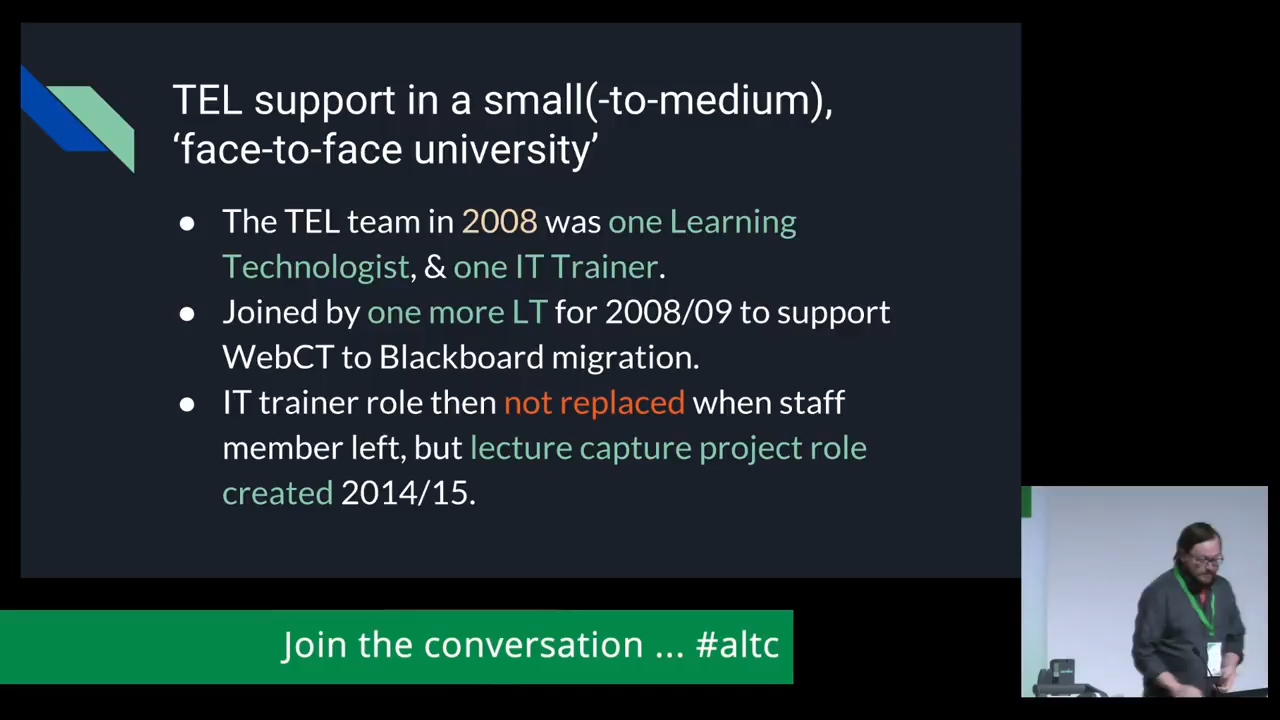 TEL support in a small(-to-medium),
‘face-to-face university’
● The TEL team in 2008 was one Learning
Technologist, & one IT Trainer.
● Joined by one more LT for 2008/09 to support
WebCT to Blackboard migration.
● IT trainer role then not replaced when staff
member left, but lecture capture project role
created 2014/15.
Join the conversation ... #altc